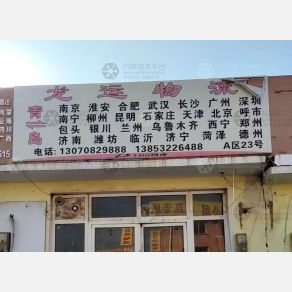 龙运物流
青岛
南京 淮安 合肥 武汉 长沙 广州 深圳
南宁 柳州 昆明 石家庄 天津 北京 呼市
包头 银川 兰州 乌鲁木齐 西宁 郑州
济南 潍坊 临沂 济宁 菏泽 德州
电话: 13070829888 13853226488 A区23号